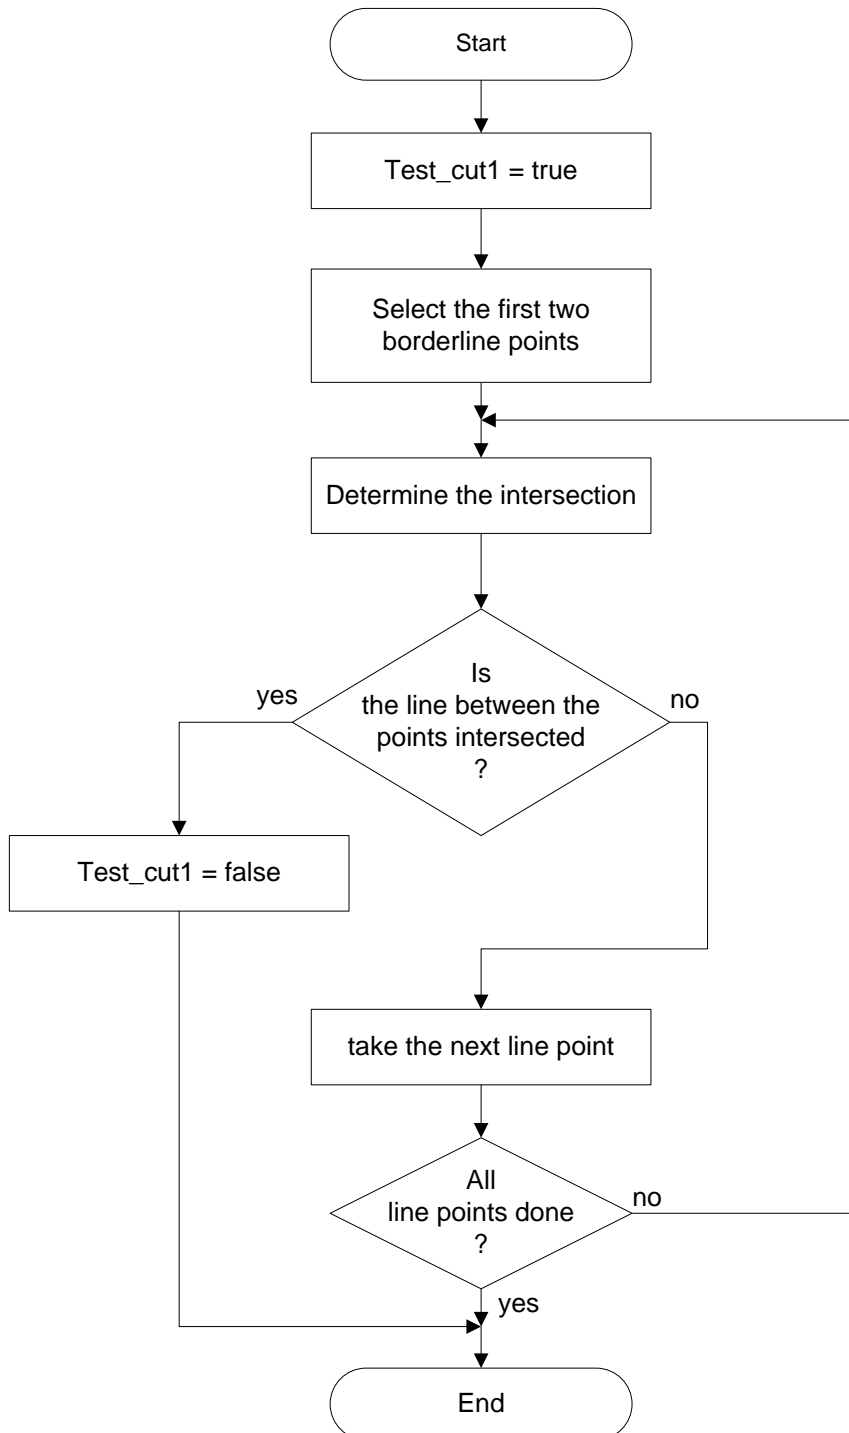 Start
Test_cut1 = true
Select the first two
borderline points
Determine the intersection
Is
the line between the
points intersected
?
yes
no
Test_cut1 = false
take the next line point
All
line points done
?
no
yes
End